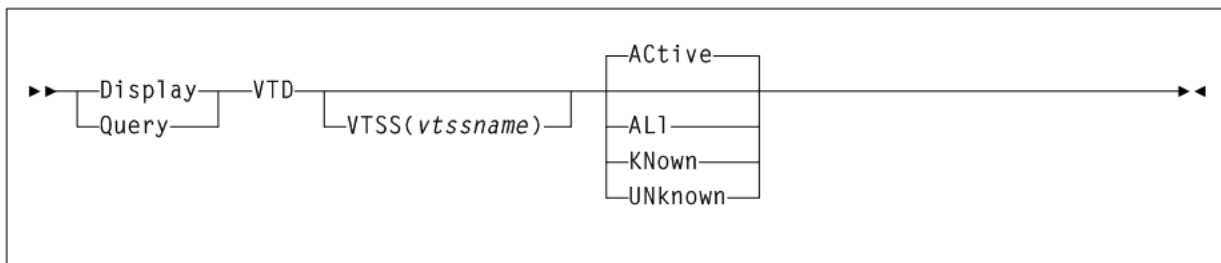 ACtive
Display VTD
Query VTSS(vtssname) ALl
KNown
UNknown